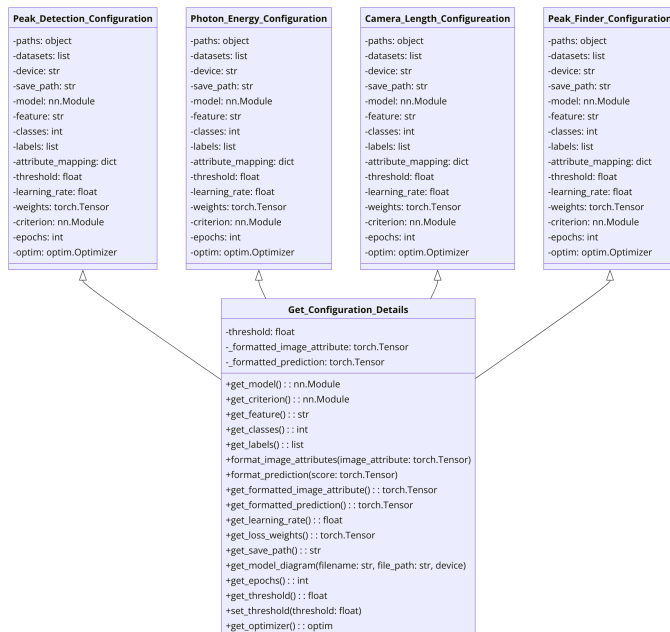 Peak_Detection_Configuration
-paths: object
-datasets: list
-device: str
-save_path: str
-model: nn.Module
-feature: str
-classes: int
-labels: list
-attribute_mapping: dict
-threshold: float
-learning_rate: float
-weights: torch.Tensor
-criterion: nn.Module
-epochs: int
-optim: optim.Optimizer
Photon_Energy_Configuration
-paths: object
-datasets: list
-device: str
-save_path: str
-model: nn.Module
-feature: str
-classes: int
-labels: list
-attribute_mapping: dict
-threshold: float
-learning_rate: float
-weights: torch.Tensor
-criterion: nn.Module
-epochs: int
-optim: optim.Optimizer
Camera_Length_Configureation
-paths: object
-datasets: list
-device: str
-save_path: str
-model: nn.Module
-feature: str
-classes: int
-labels: list
-attribute_mapping: dict
-threshold: float
-learning_rate: float
-weights: torch.Tensor
-criterion: nn.Module
-epochs: int
-optim: optim.Optimizer
Peak_Finder_Configuration
-paths: object
-datasets: list
-device: str
-save_path: str
-model: nn.Module
-feature: str
-classes: int
-labels: list
-attribute_mapping: dict
-threshold: float
-learning_rate: float
-weights: torch.Tensor
-criterion: nn.Module
-epochs: int
-optim: optim.Optimizer
Get_Configuration_Details
-threshold: float
-_formatted_image_attribute: torch.Tensor
-_formatted_prediction: torch.Tensor
+get_model() : : nn.Module
+get_criterion() : : nn.Module
+get_feature() : : str
+get_classes() : : int
+get_labels() : : list
+format_image_attributes(image_attribute: torch.Tensor)
+format_prediction(score: torch.Tensor)
+get_formatted_image_attribute() : : torch.Tensor
+get_formatted_prediction() : : torch.Tensor
+get_learning_rate() : : float
+get_loss_weights() : : torch.Tensor
+get_save_path() : : str
+get_model_diagram(filename: str, file_path: str, device)
+get_epochs() : : int
+get_threshold() : : float
+set_threshold(threshold: float)
+get_optimizer() : : optim